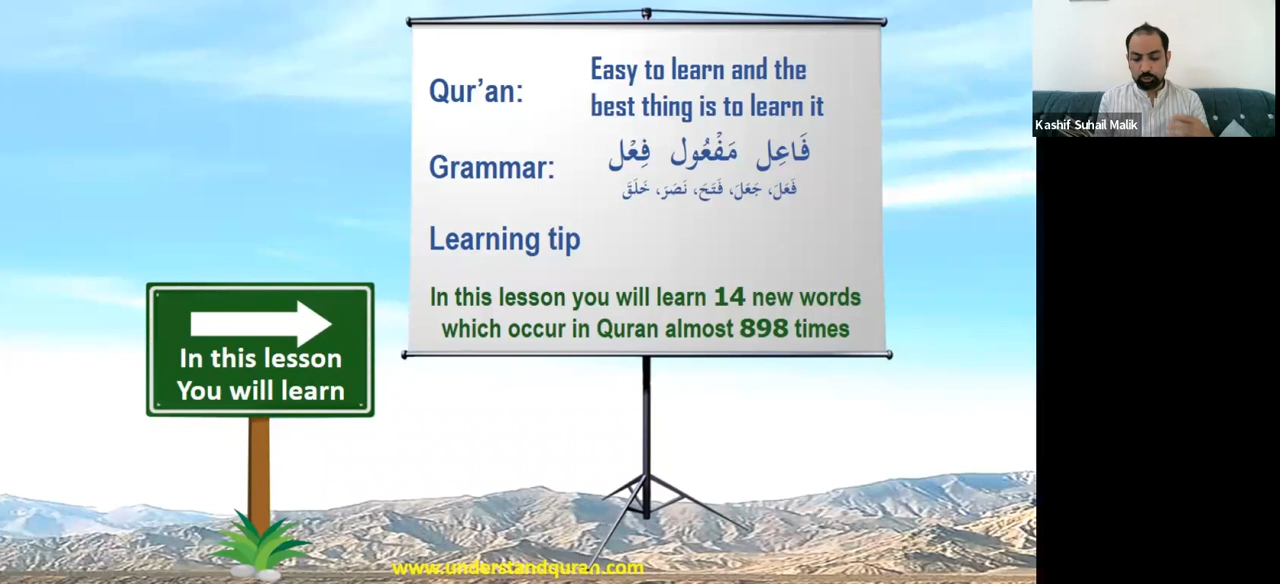 Qur'an:
Easy to learn and the
best thing is to learn it
Grammar:
فَاعِل مَفْعُول فِعْل
فَعَلَ، جَعَلَ، فَتَحَ، نَصَرَ، خَلَقَ
Learning tip
In this lesson you will learn 14 new words
which occur in Quran almost 898 times
In this lesson
You will learn
www.understandquran.com
Kashif Suhail Malik